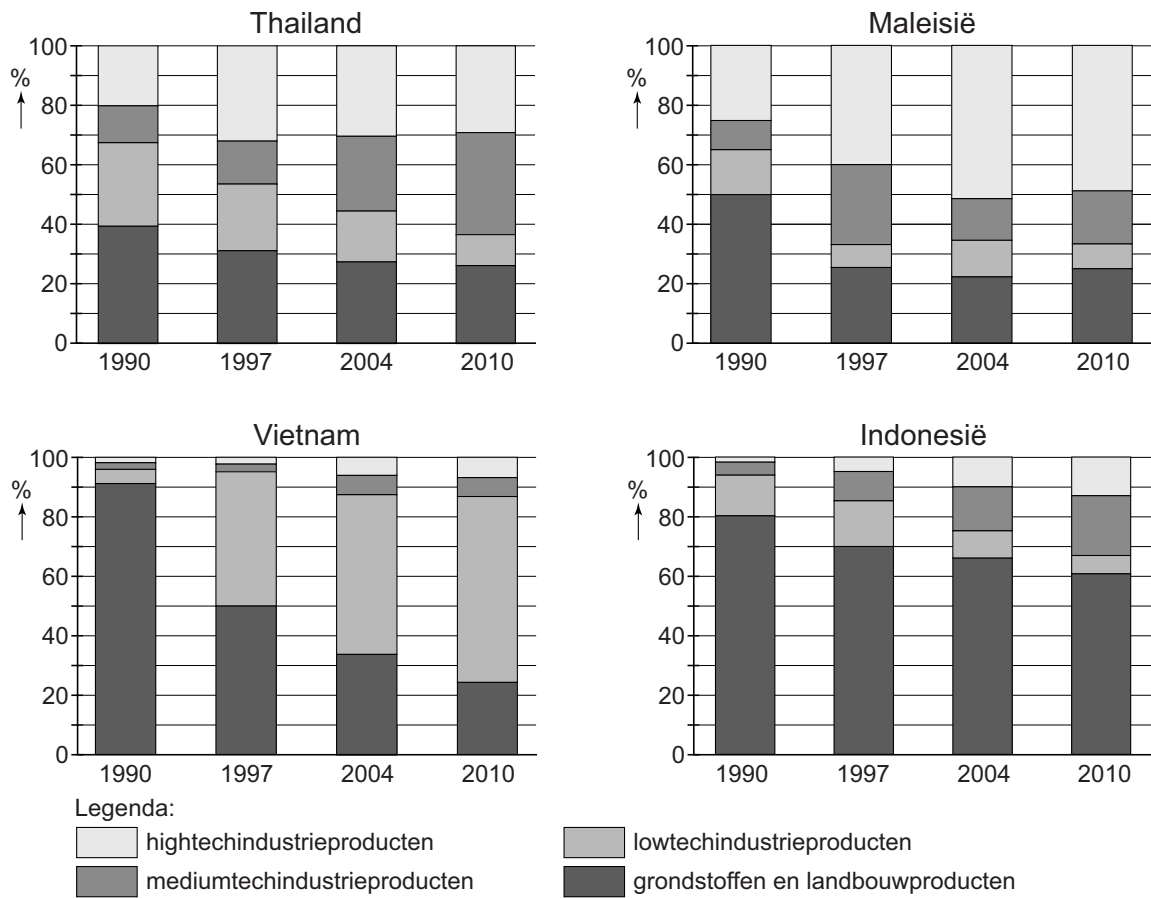 Thailand
100
80
60
40
20
0
%
1990 1997 2004 2010
Maleisië
100
80
60
40
20
0
%
1990 1997 2004 2010
Vietnam
100
80
60
40
20
0
%
1990 1997 2004 2010
Indonesië
100
80
60
40
20
0
%
1990 1997 2004 2010
Legenda:
hightechindustrieproducten
lowtechindustrieproducten
mediumtechindustrieproducten
grondstoffen en landbouwproducten